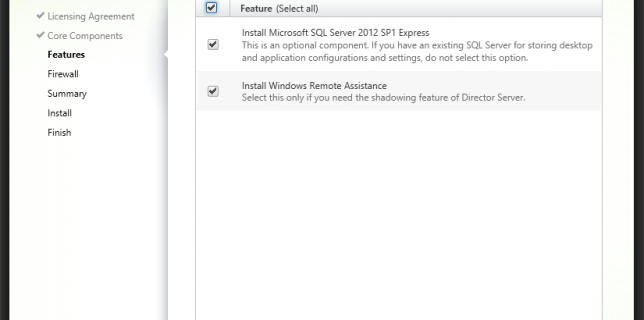 Licensing Agreement
Core Components
Features
Firewall
Summary
Install
Finish
Feature (Select all)
Install Microsoft SQL Server 2012 SP1 Express
This is an optional component. If you have an existing SQL Server for storing desktop
and application configurations and settings, do not select this option.
Install Windows Remote Assistance
Select this only if you need the shadowing feature of Director Server.